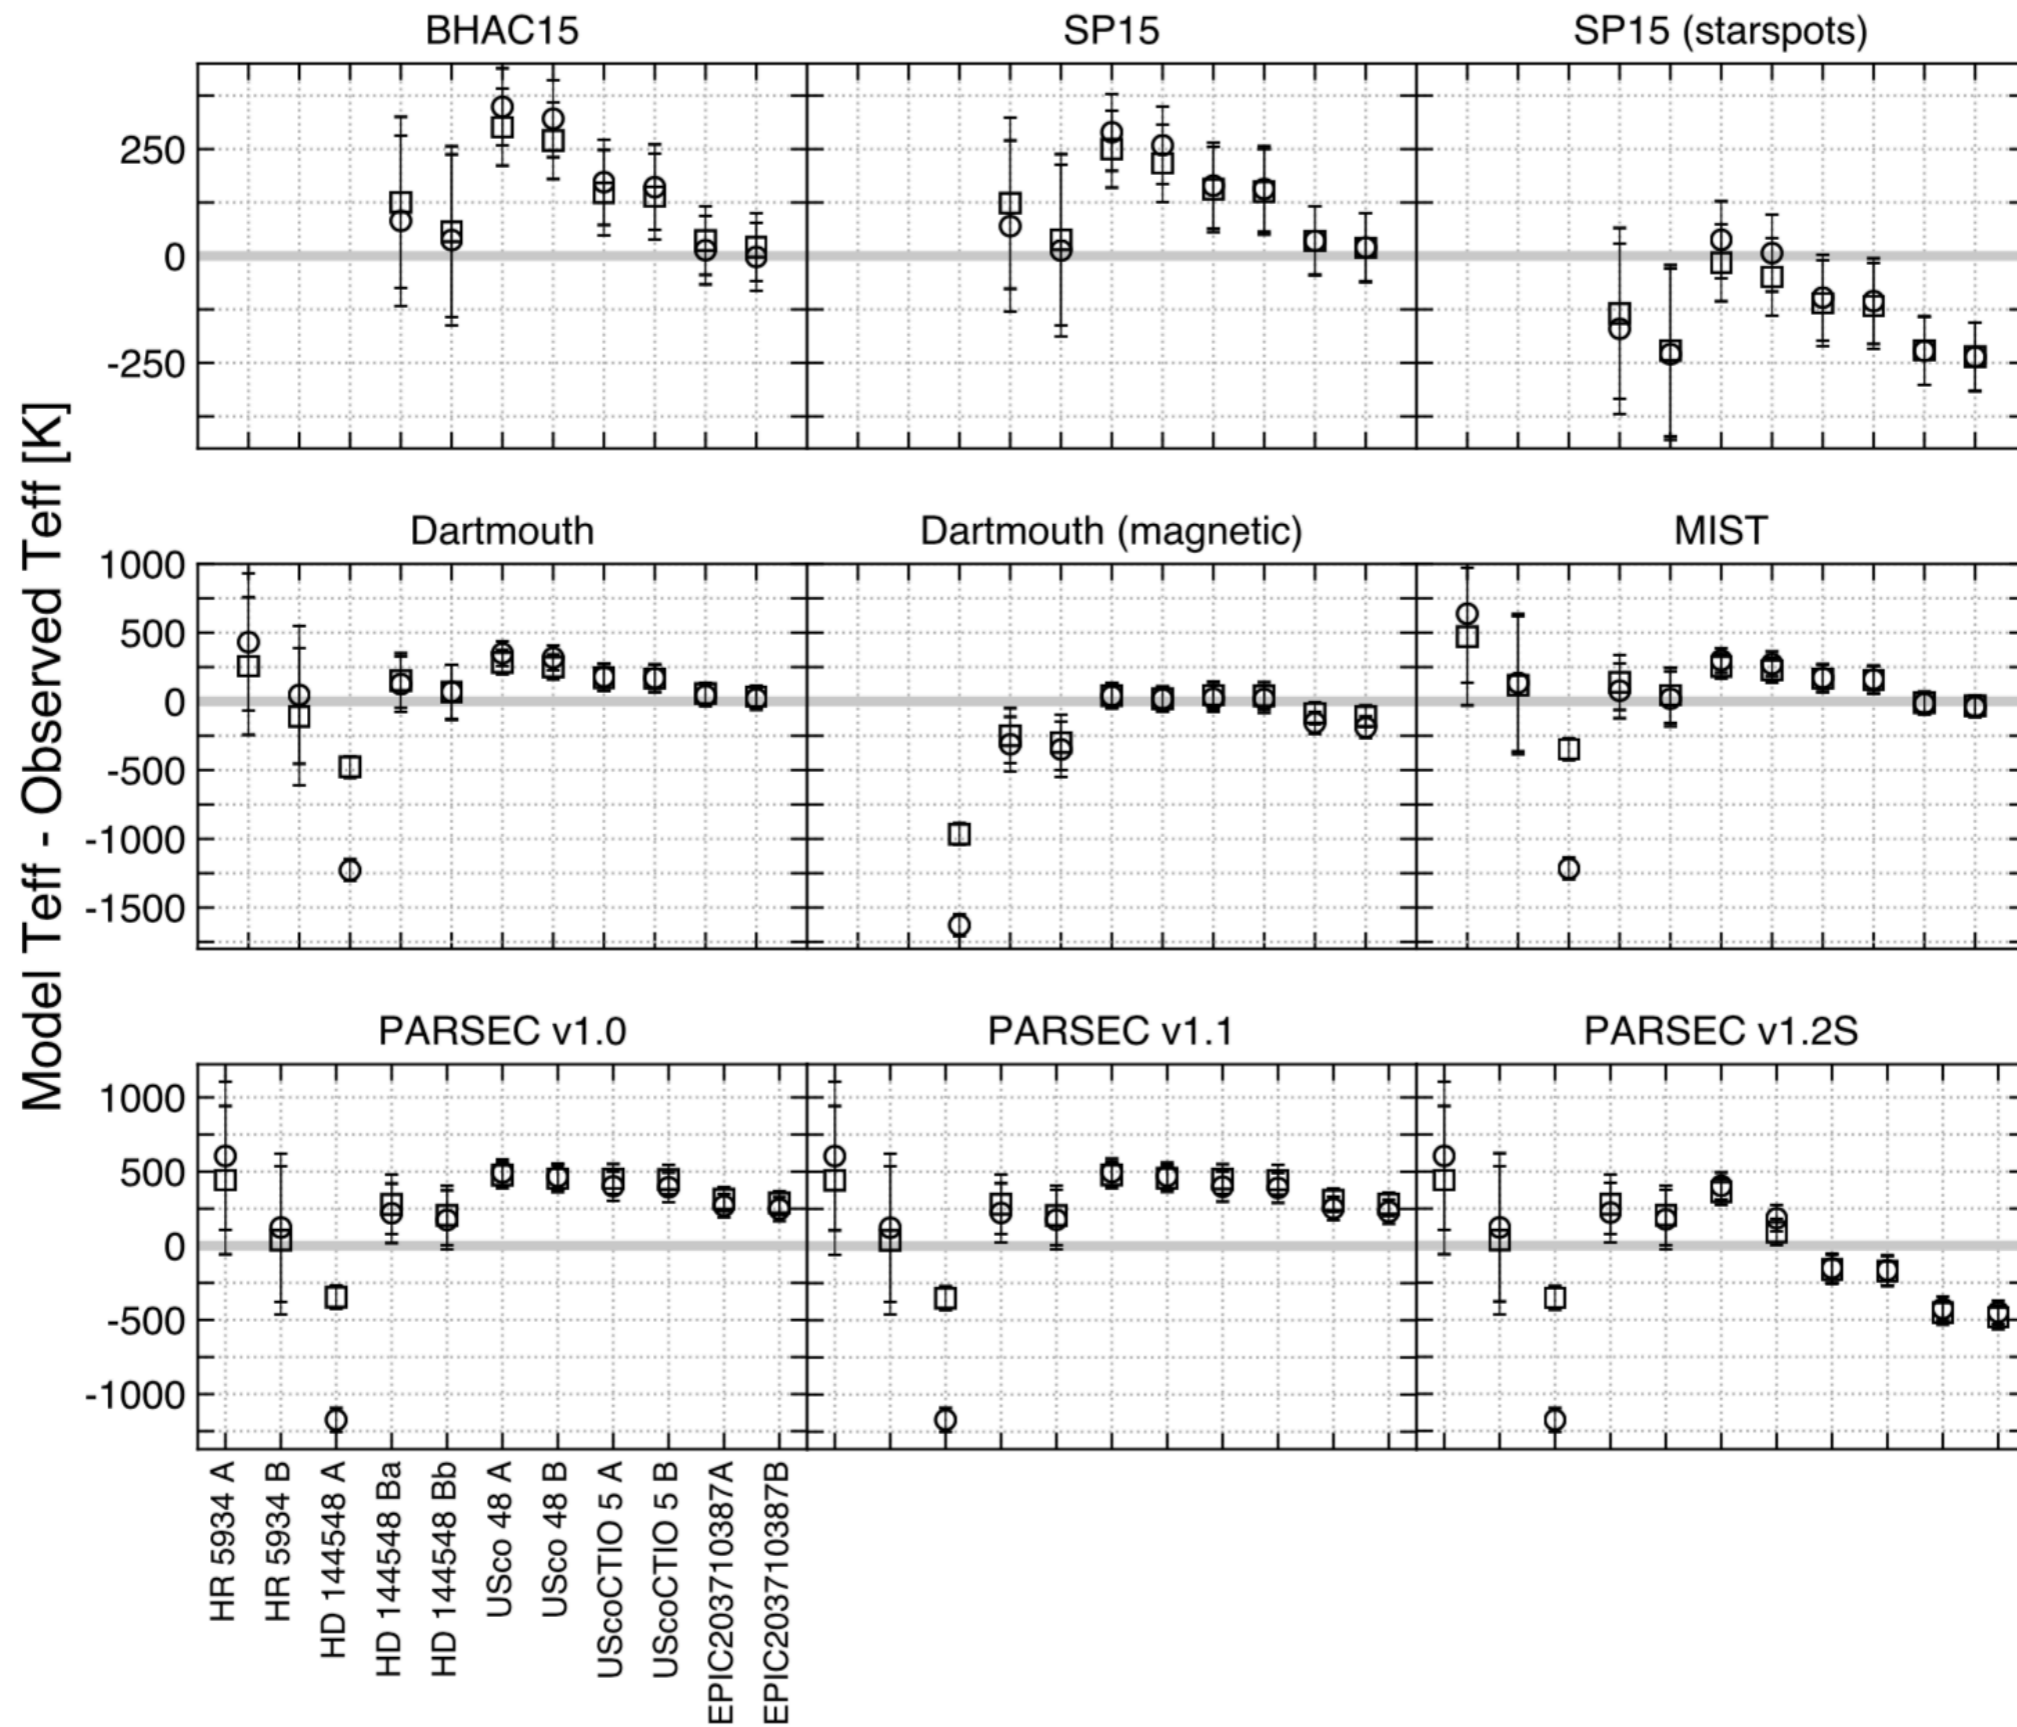 BHAC15
SP15
SP15 (starspots)
250
0
-250
Model Teff - Observed Teff [K]
Dartmouth
Dartmouth (magnetic)
MIST
1000
500
0
-500
-1000
-1500
PARSEC v1.0
PARSEC v1.1
PARSEC v1.2S
1000
500
0
-500
-1000
HR 5934 A
HR 5934 B
HD 144548 A
HD 144548 Ba
HD 144548 Bb
USco 48 A
USco 48 B
UScoCTIO 5 A
UScoCTIO 5 B
EPIC203710387A
EPIC203710387B